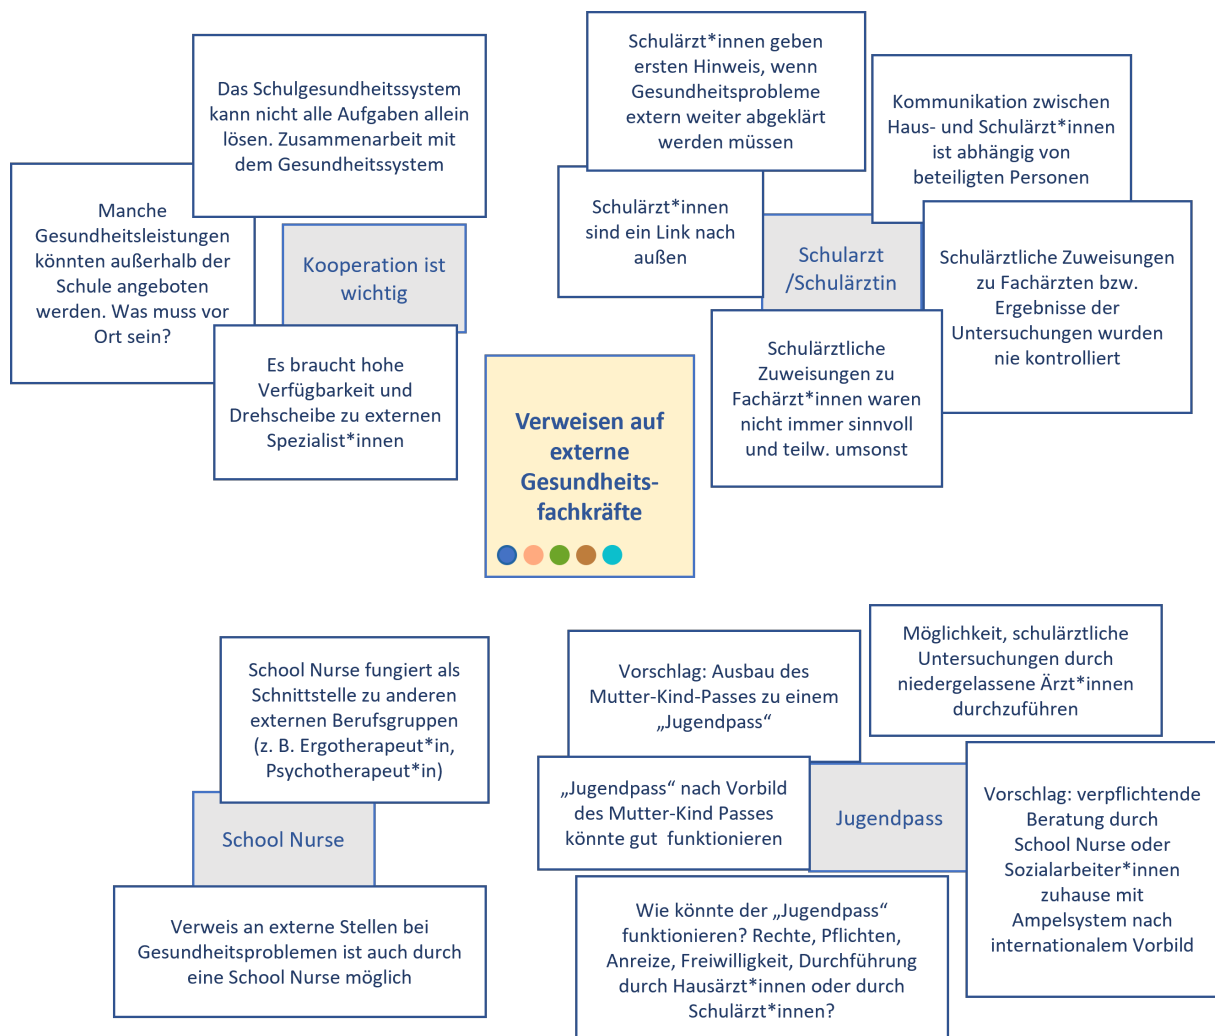 Das Schulgesundheitssystem
kann nicht alle Aufgaben allein
lösen. Zusammenarbeit mit
dem Gesundheitssystem
Manche
Gesundheitsleistungen
könnten außerhalb der
Schule angeboten
werden. Was muss vor
Ort sein?
Kooperation ist
wichtig
Es braucht hohe
Verfügbarkeit und
Drehscheibe zu externen
Spezialist*innen
Schulärzt*innen geben
ersten Hinweis, wenn
Gesundheitsprobleme
extern weiter abgeklärt
werden müssen
Kommunikation zwischen
Haus- und Schulärzt*innen
ist abhängig von
beteiligten Personen
Schulärzt*innen
sind ein Link nach
außen
Schularzt
/Schulärztin
Schulärztliche Zuweisungen
zu Fachärzten bzw.
Ergebnisse der
Untersuchungen wurden
nie kontrolliert
Schulärztliche
Zuweisungen zu
Fachärzt*innen waren
nicht immer sinnvoll
und teilw. umsonst
Verweisen auf
externe
Gesundheits-
fachkräfte
School Nurse fungiert als
Schnittstelle zu anderen
externen Berufsgruppen
(z. B. Ergotherapeut*in,
Psychotherapeut*in)
School Nurse
Verweis an externe Stellen bei
Gesundheitsproblemen ist auch durch
eine School Nurse möglich
Vorschlag: Ausbau des
Mutter-Kind-Passes zu einem
„Jugendpass“
Möglichkeit, schulärztliche
Untersuchungen durch
niedergelassene Ärzt*innen
durchzuführen
„Jugendpass“ nach Vorbild
des Mutter-Kind Passes
könnte gut funktionieren
Jugendpass
Vorschlag: verpflichtende
Beratung durch
School Nurse oder
Sozialarbeiter*innen
zuhause mit
Ampelsystem nach
internationalem Vorbild
Wie könnte der „Jugendpass“
funktionieren? Rechte, Pflichten,
Anreize, Freiwilligkeit, Durchführung
durch Hausärzt*innen oder durch
Schulärzt*innen?